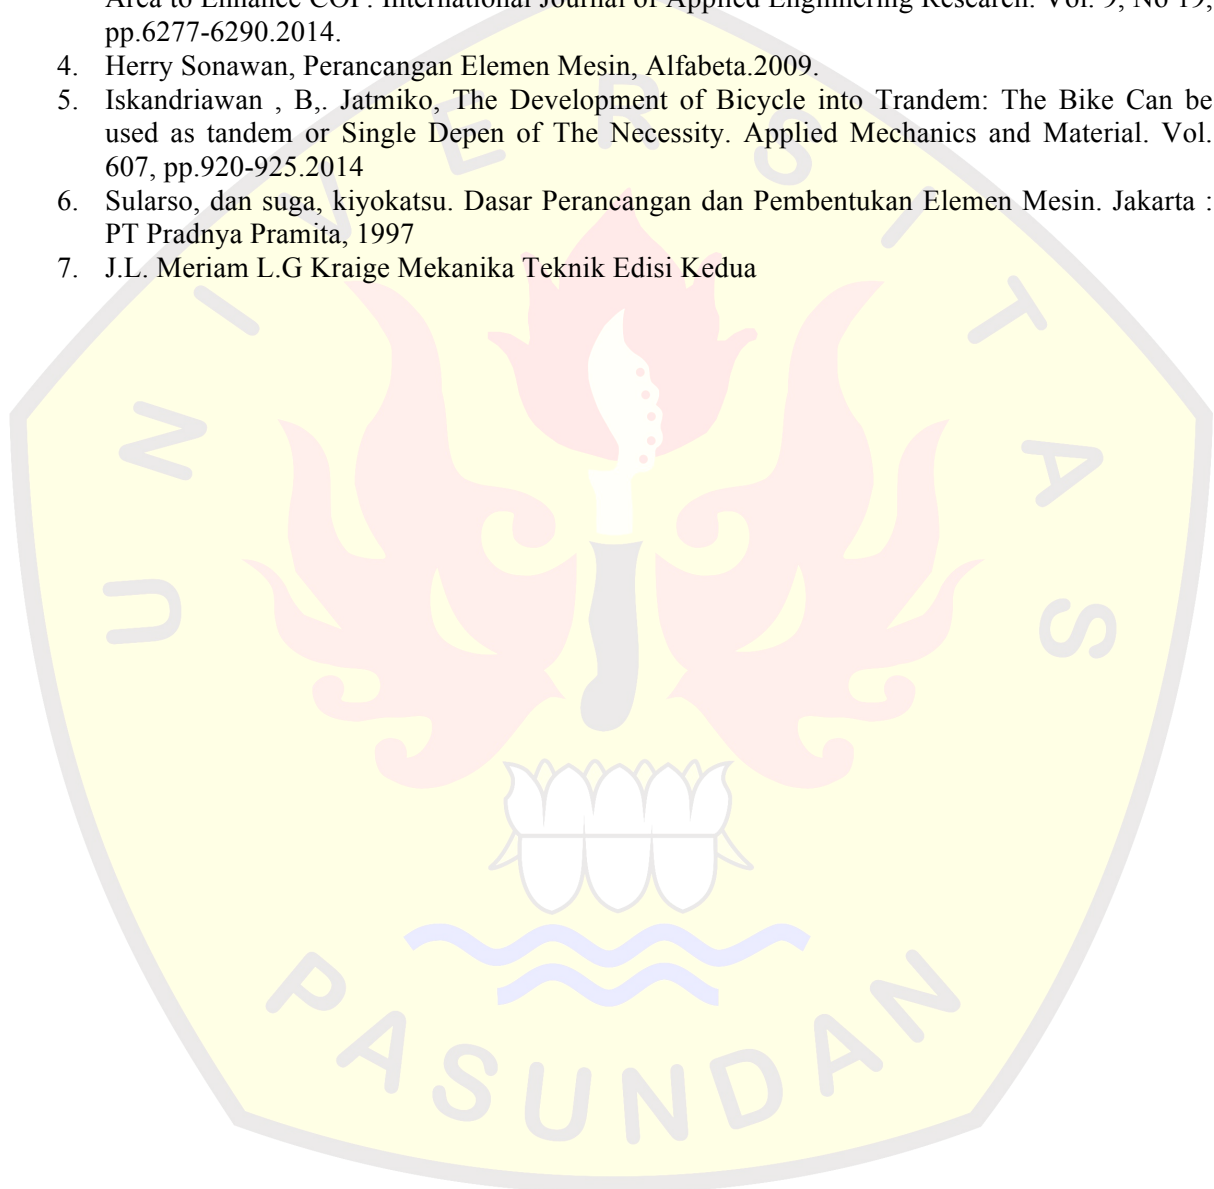 Area to Enhance COP. International Journal of Applied Enginnering Research. Vol. 9, No 19,
pp.6277-6290.2014.
4. Herry Sonawan, Perancangan Elemen Mesin, Alfabeta.2009.
5. Iskandriawan , B,. Jatmiko, The Development of Bicycle into Trandem: The Bike Can be
used as tandem or Single Depen of The Necessity. Applied Mechanics and Material. Vol.
607, pp.920-925.2014
6. Sularso, dan suga, kiyokatsu. Dasar Perancangan dan Pembentukan Elemen Mesin. Jakarta :
PT Pradnya Pramita, 1997
7. J.L. Meriam L.G Kraige Mekanika Teknik Edisi Kedua
UNIVERSITAS
PASUNDAN